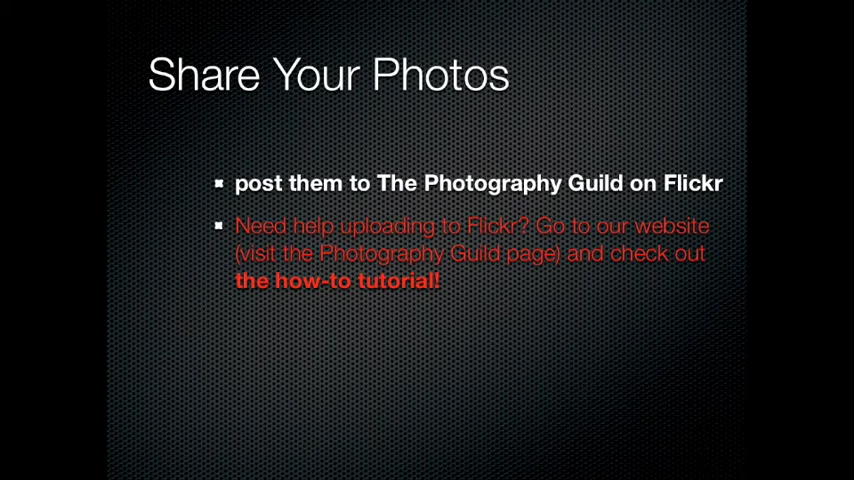 Share Your Photos
post them to The Photography Guild on Flickr
Need help uploading to Flickr? Go to our website
(visit the Photography Guild page) and check out
the how-to tutorial!